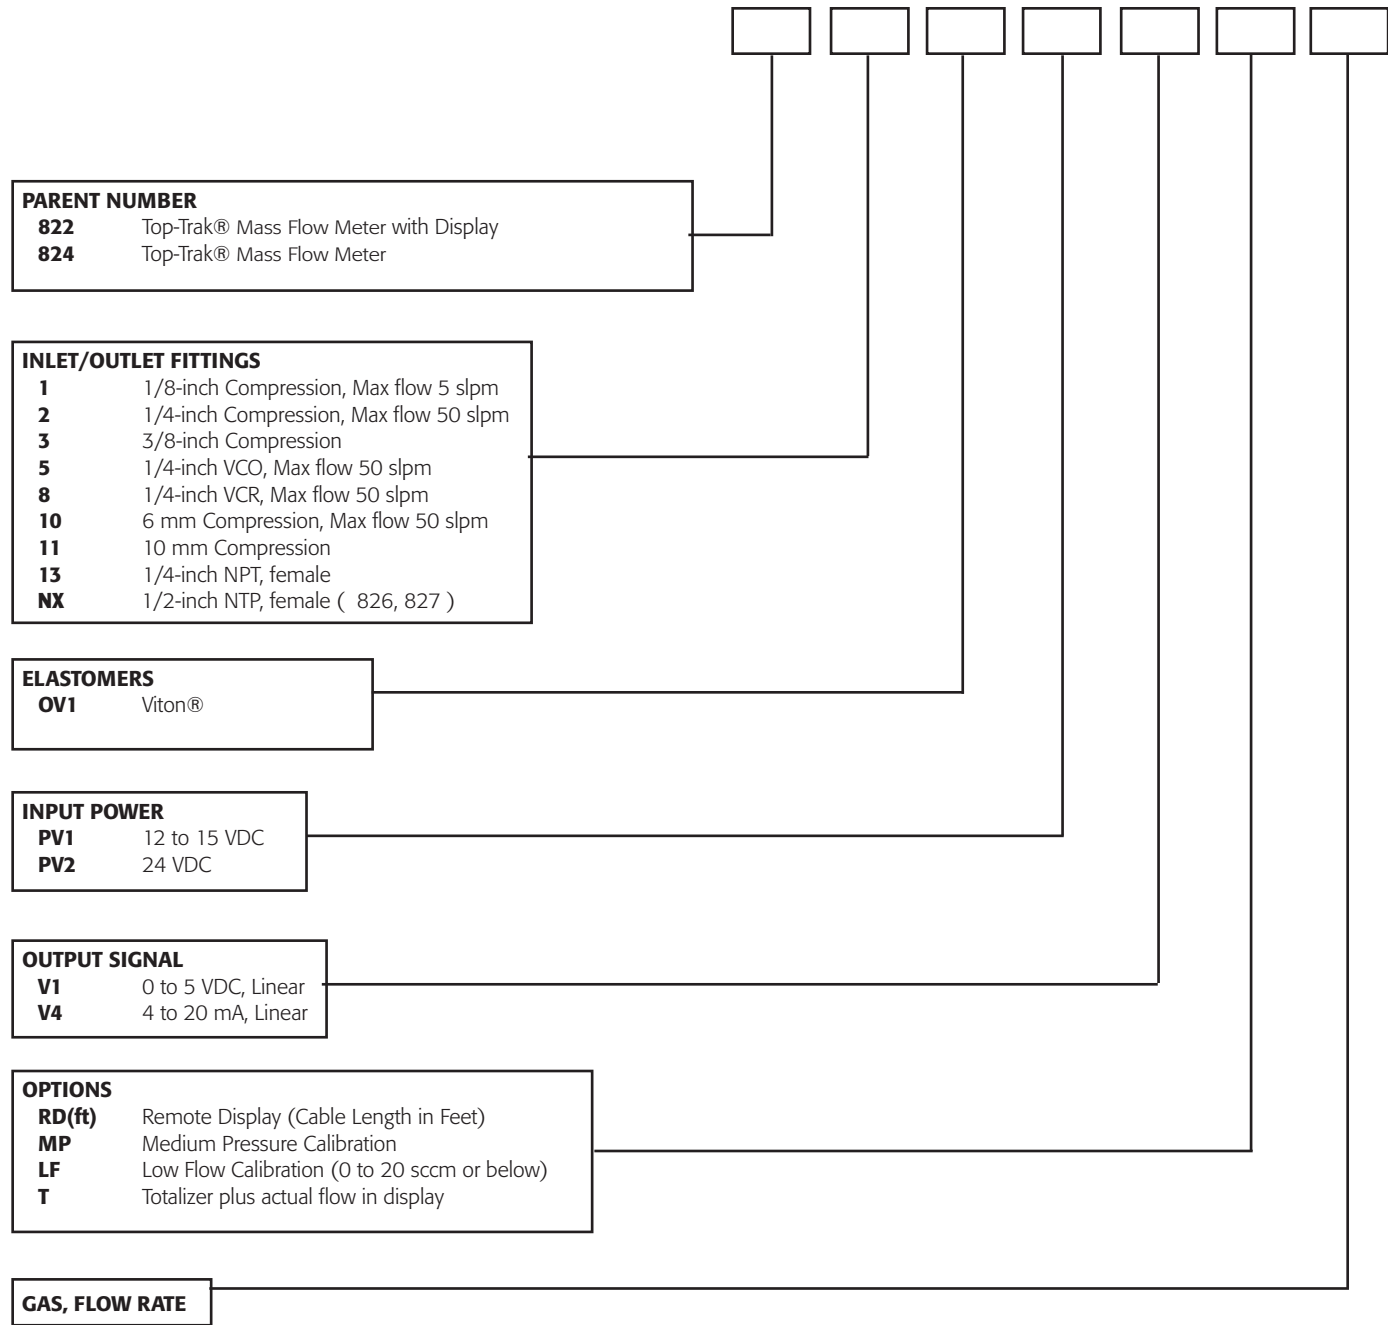 PARENT NUMBER
822 Top-Trak® Mass Flow Meter with Display
824 Top-Trak® Mass Flow Meter
INLET/OUTLET FITTINGS
1 1/8-inch Compression, Max flow 5 slpm
2 1/4-inch Compression, Max flow 50 slpm
3 3/8-inch Compression
5 1/4-inch VCO, Max flow 50 slpm
8 1/4-inch VCR, Max flow 50 slpm
10 6 mm Compression, Max flow 50 slpm
11 10 mm Compression
13 1/4-inch NPT, female
NX 1/2-inch NTP, female ( 826, 827 )
ELASTOMERS
OV1 Viton®
INPUT POWER
PV1 12 to 15 VDC
PV2 24 VDC
OUTPUT SIGNAL
V1 0 to 5 VDC, Linear
V4 4 to 20 mA, Linear
OPTIONS
RD(ft) Remote Display (Cable Length in Feet)
MP Medium Pressure Calibration
LF Low Flow Calibration (0 to 20 sccm or below)
T Totalizer plus actual flow in display
GAS, FLOW RATE